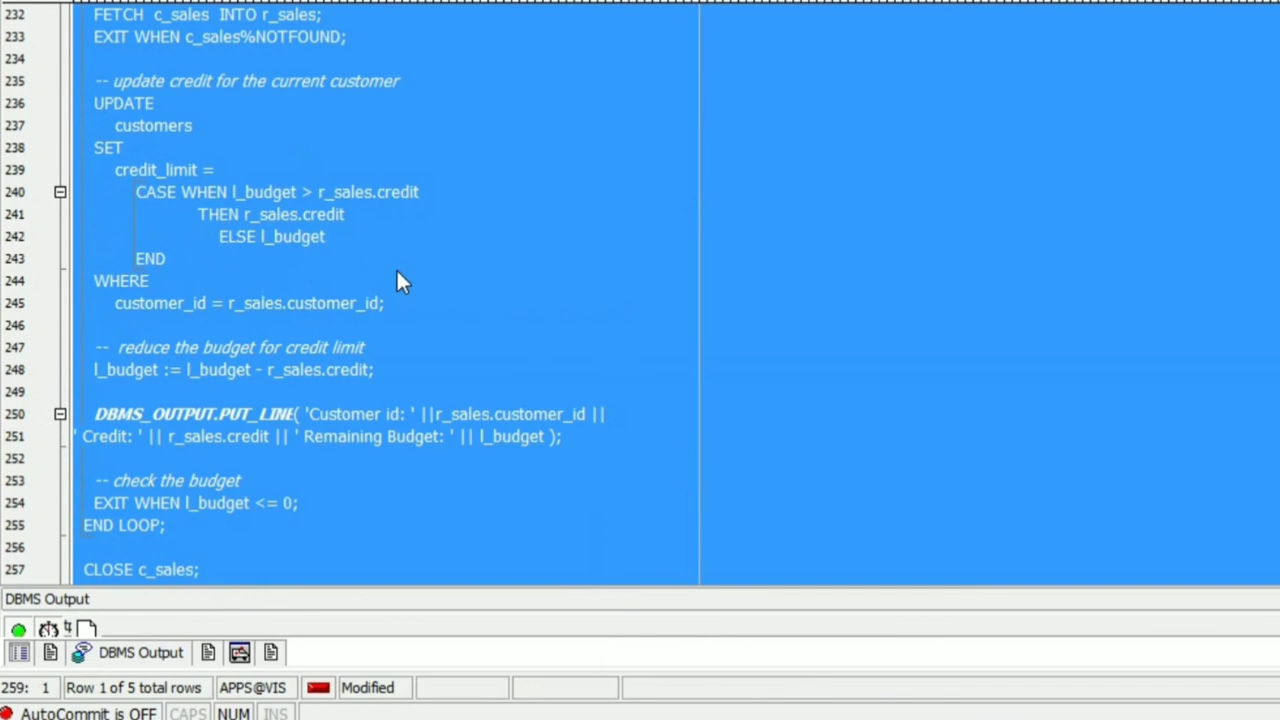 232 FETCH c_sales INTO r_sales;
233 EXIT WHEN c_sales%NOTFOUND;
234
235 -- update credit for the current customer
236 UPDATE
237 customers
238 SET
239 credit_limit =
240 CASE WHEN l_budget > r_sales.credit
241 THEN r_sales.credit
242 ELSE l_budget
243 END
244 WHERE
245 customer_id = r_sales.customer_id;
246
247 -- reduce the budget for credit limit
248 l_budget := l_budget - r_sales.credit;
249
250 DBMS_OUTPUT.PUT_LINE( 'Customer id: ' ||r_sales.customer_id ||
251 ' Credit: ' || r_sales.credit || ' Remaining Budget: ' || l_budget );
252
253 -- check the budget
254 EXIT WHEN l_budget <= 0;
255 END LOOP;
256
257 CLOSE c_sales;
DBMS Output
DBMS Output
259: 1 Row 1 of 5 total rows APPS@VIS Modified
AutoCommit is OFF CAPS NUM INS